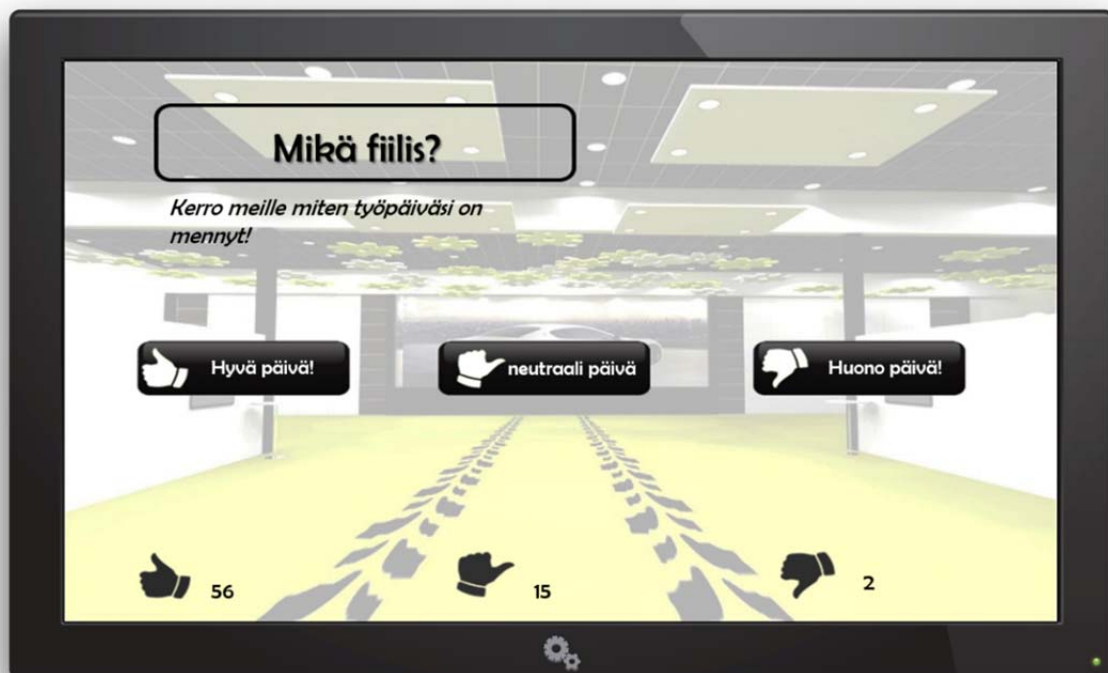 Mikä fiilis?
Kerro meille miten työpäiväsi on
mennyt!
Hyvä päivä!
neutraali päivä
Huono päivä!
56
15
2